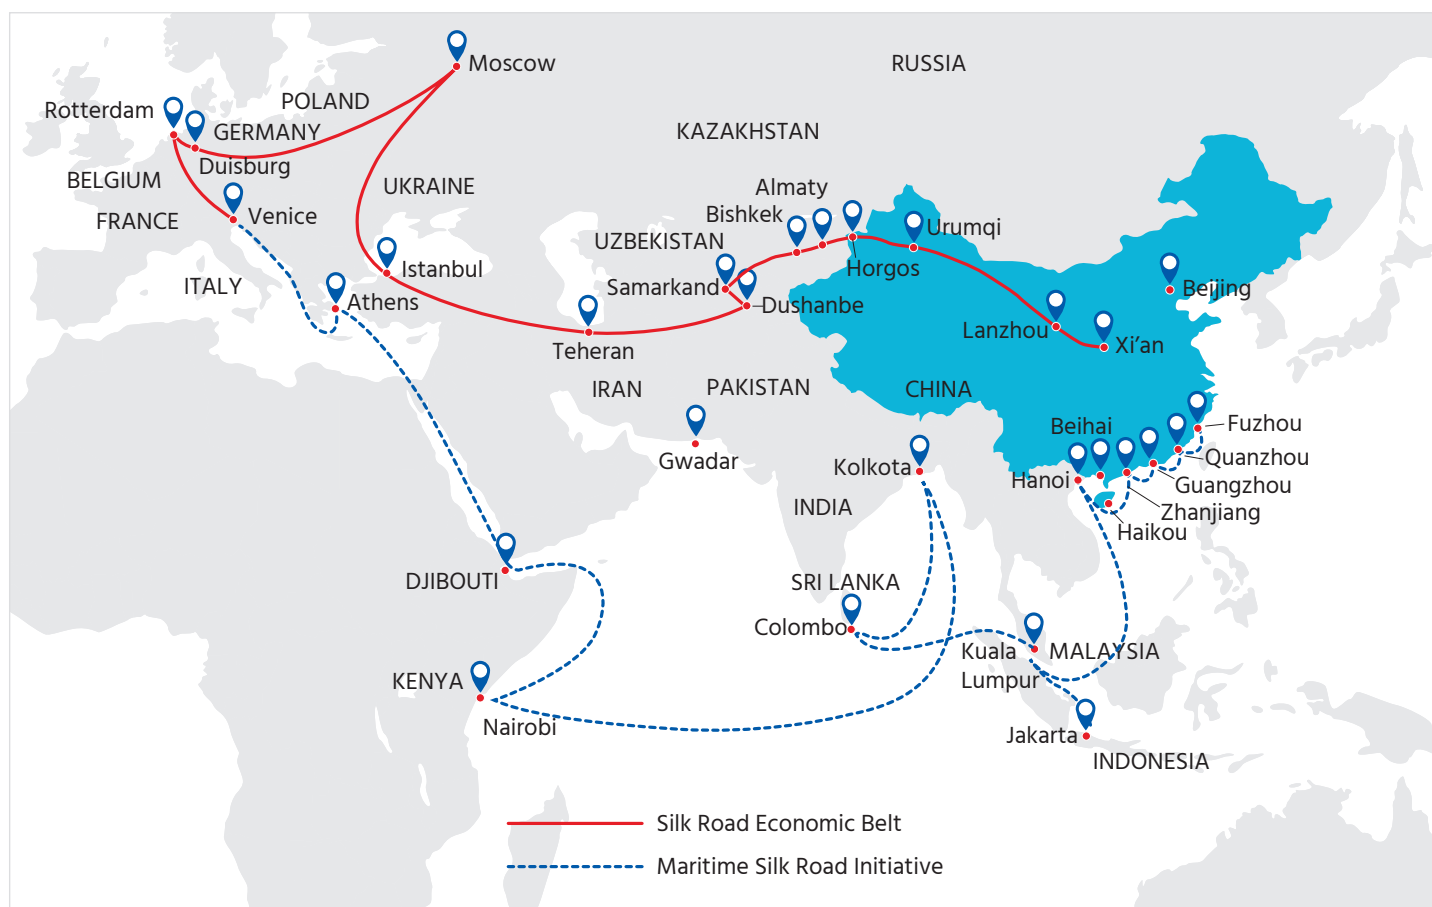 Moscow
RUSSIA
POLAND
Rotterdam
GERMANY
KAZAKHSTAN
Duisburg
BELGIUM
UKRAINE
Almaty
FRANCE
Venice
Bishkek
Urumqi
UZBEKISTAN
Istanbul
Horgos
ITALY
Samarkand
Beijing
Athens
Dushanbe
Lanzhou
Xi’an
Teheran
IRAN
PAKISTAN
CHINA
Fuzhou
Beihai
Quanzhou
Gwadar
Kolkota
Hanoi
Guangzhou
INDIA
Zhanjiang
Haikou
DJIBOUTI
SRI LANKA
Colombo
Kuala
Lumpur
MALAYSIA
KENYA
Nairobi
Jakarta
INDONESIA
Silk Road Economic Belt
Maritime Silk Road Initiative